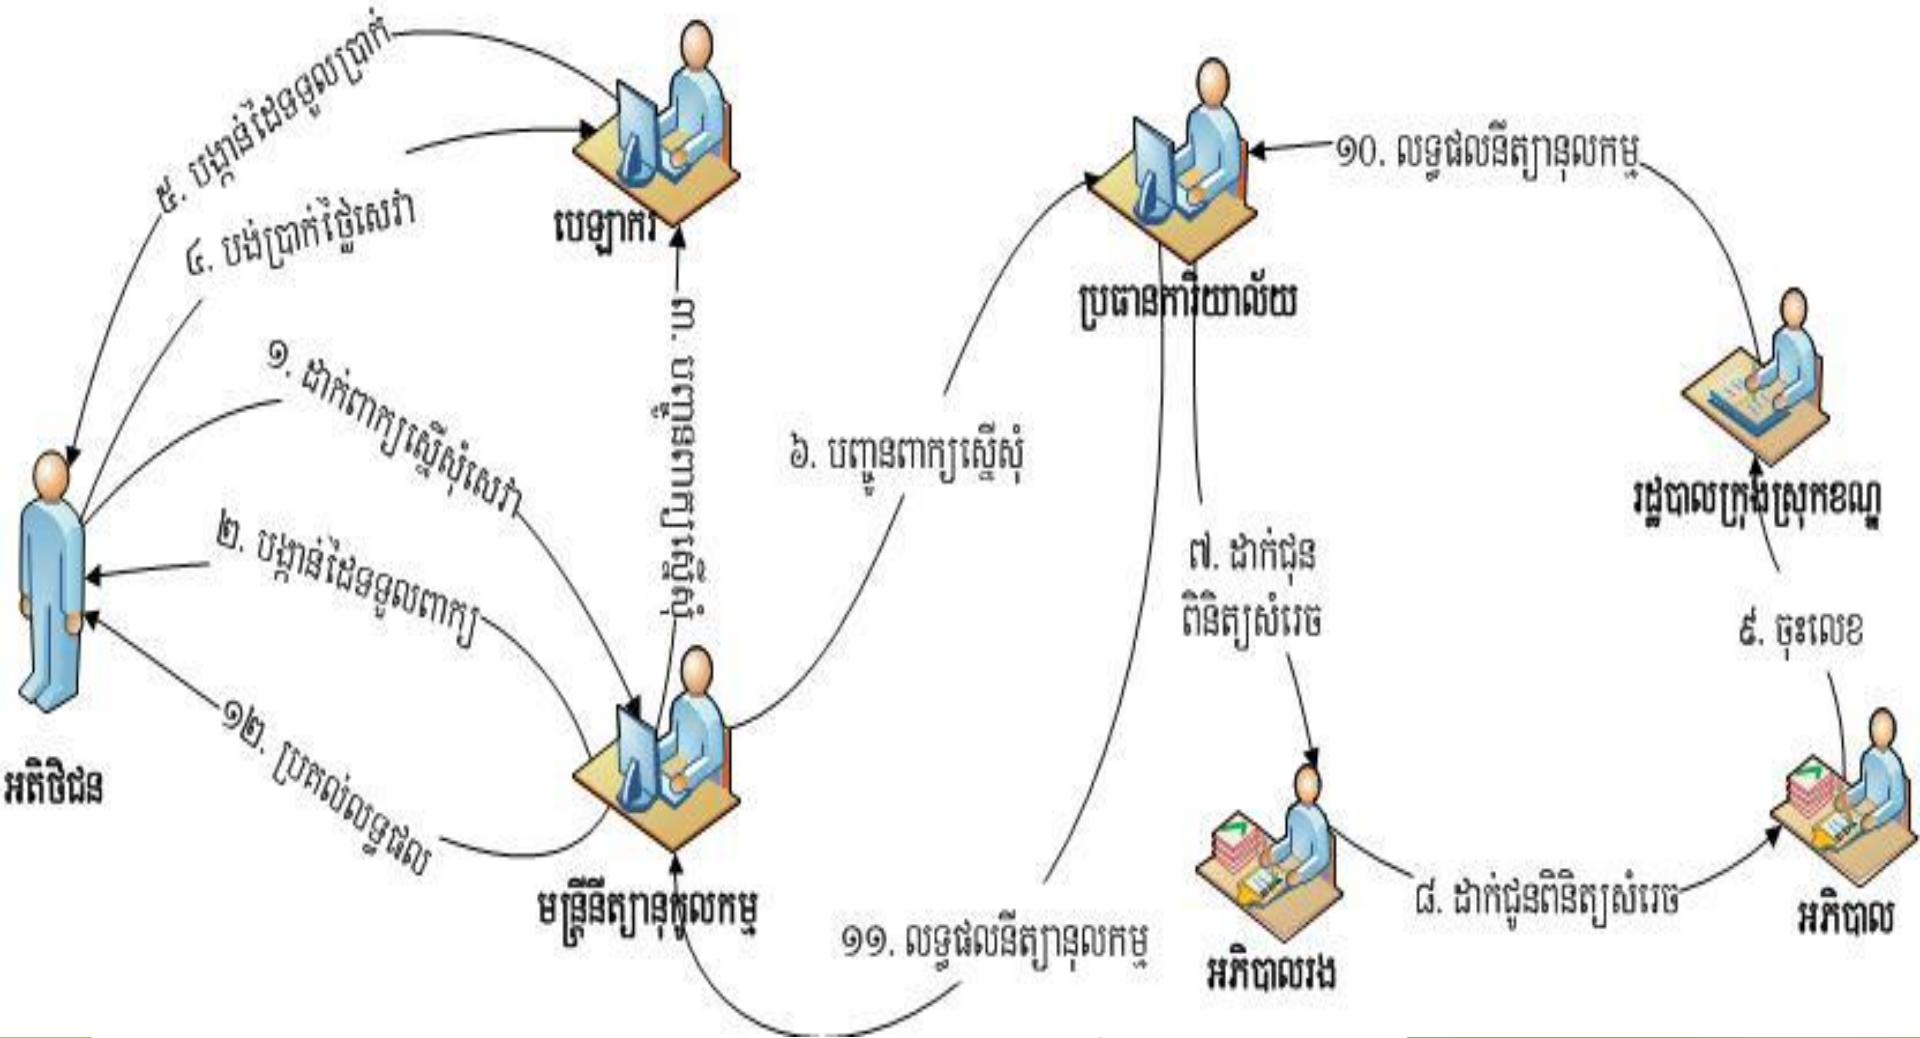 ៥. បង្កាន់ដៃទទួលប្រាក់
៤. បង់ប្រាក់ថ្លៃសេវា
បេឡាករ
១. ដាក់ពាក្យស្នើសុំសេវា
២. បង្កាន់ដៃទទួលពាក្យ
៣. បញ្ជូនពាក្យស្នើសុំ
១២. ប្រគល់លទ្ធផល
អតិថិជន
មន្ត្រីនីត្យានុកូលកម្ម
៦. បញ្ជូនពាក្យស្នើសុំ
ប្រធានការិយាល័យ
១០. លទ្ធផលនីត្យានុលកម្ម
រដ្ឋបាលក្រុងស្រុកខណ្ឌ
៧. ដាក់ជុន
ពិនិត្យសំរេច
៩. ចុះលេខ
៨. ដាក់ជូនពិនិត្យសំរេច
អភិបាល
អភិបាលរង
១១. លទ្ធផលនីត្យានុលកម្ម